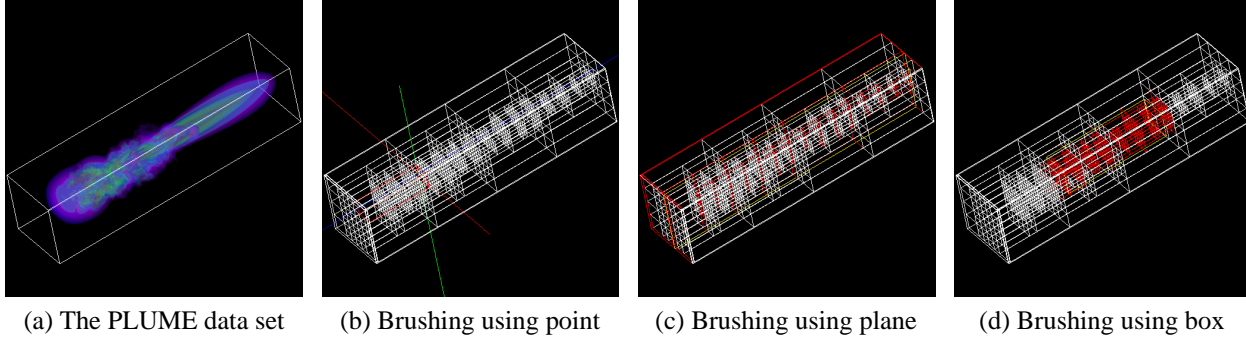 (a) The PLUME data set
(b) Brushing using point
(c) Brushing using plane
(d) Brushing using box